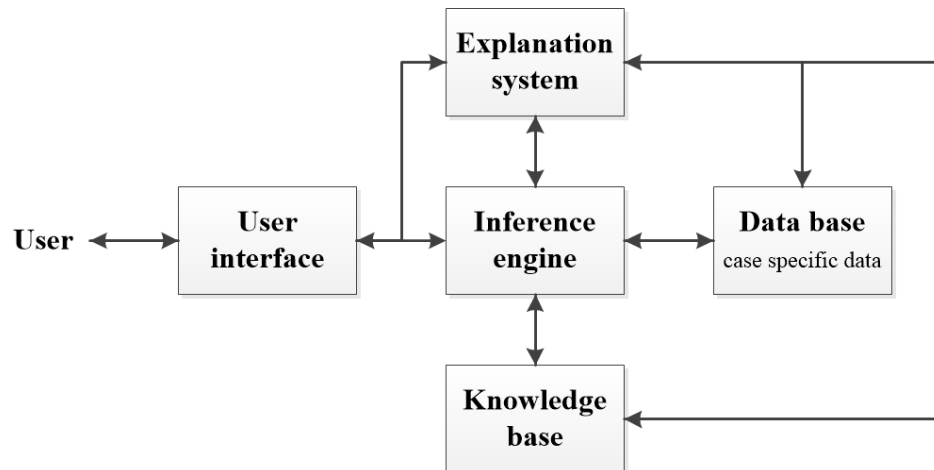 Explanation
system
User
User
interface
Inference
engine
Data base
case specific data
Knowledge
base